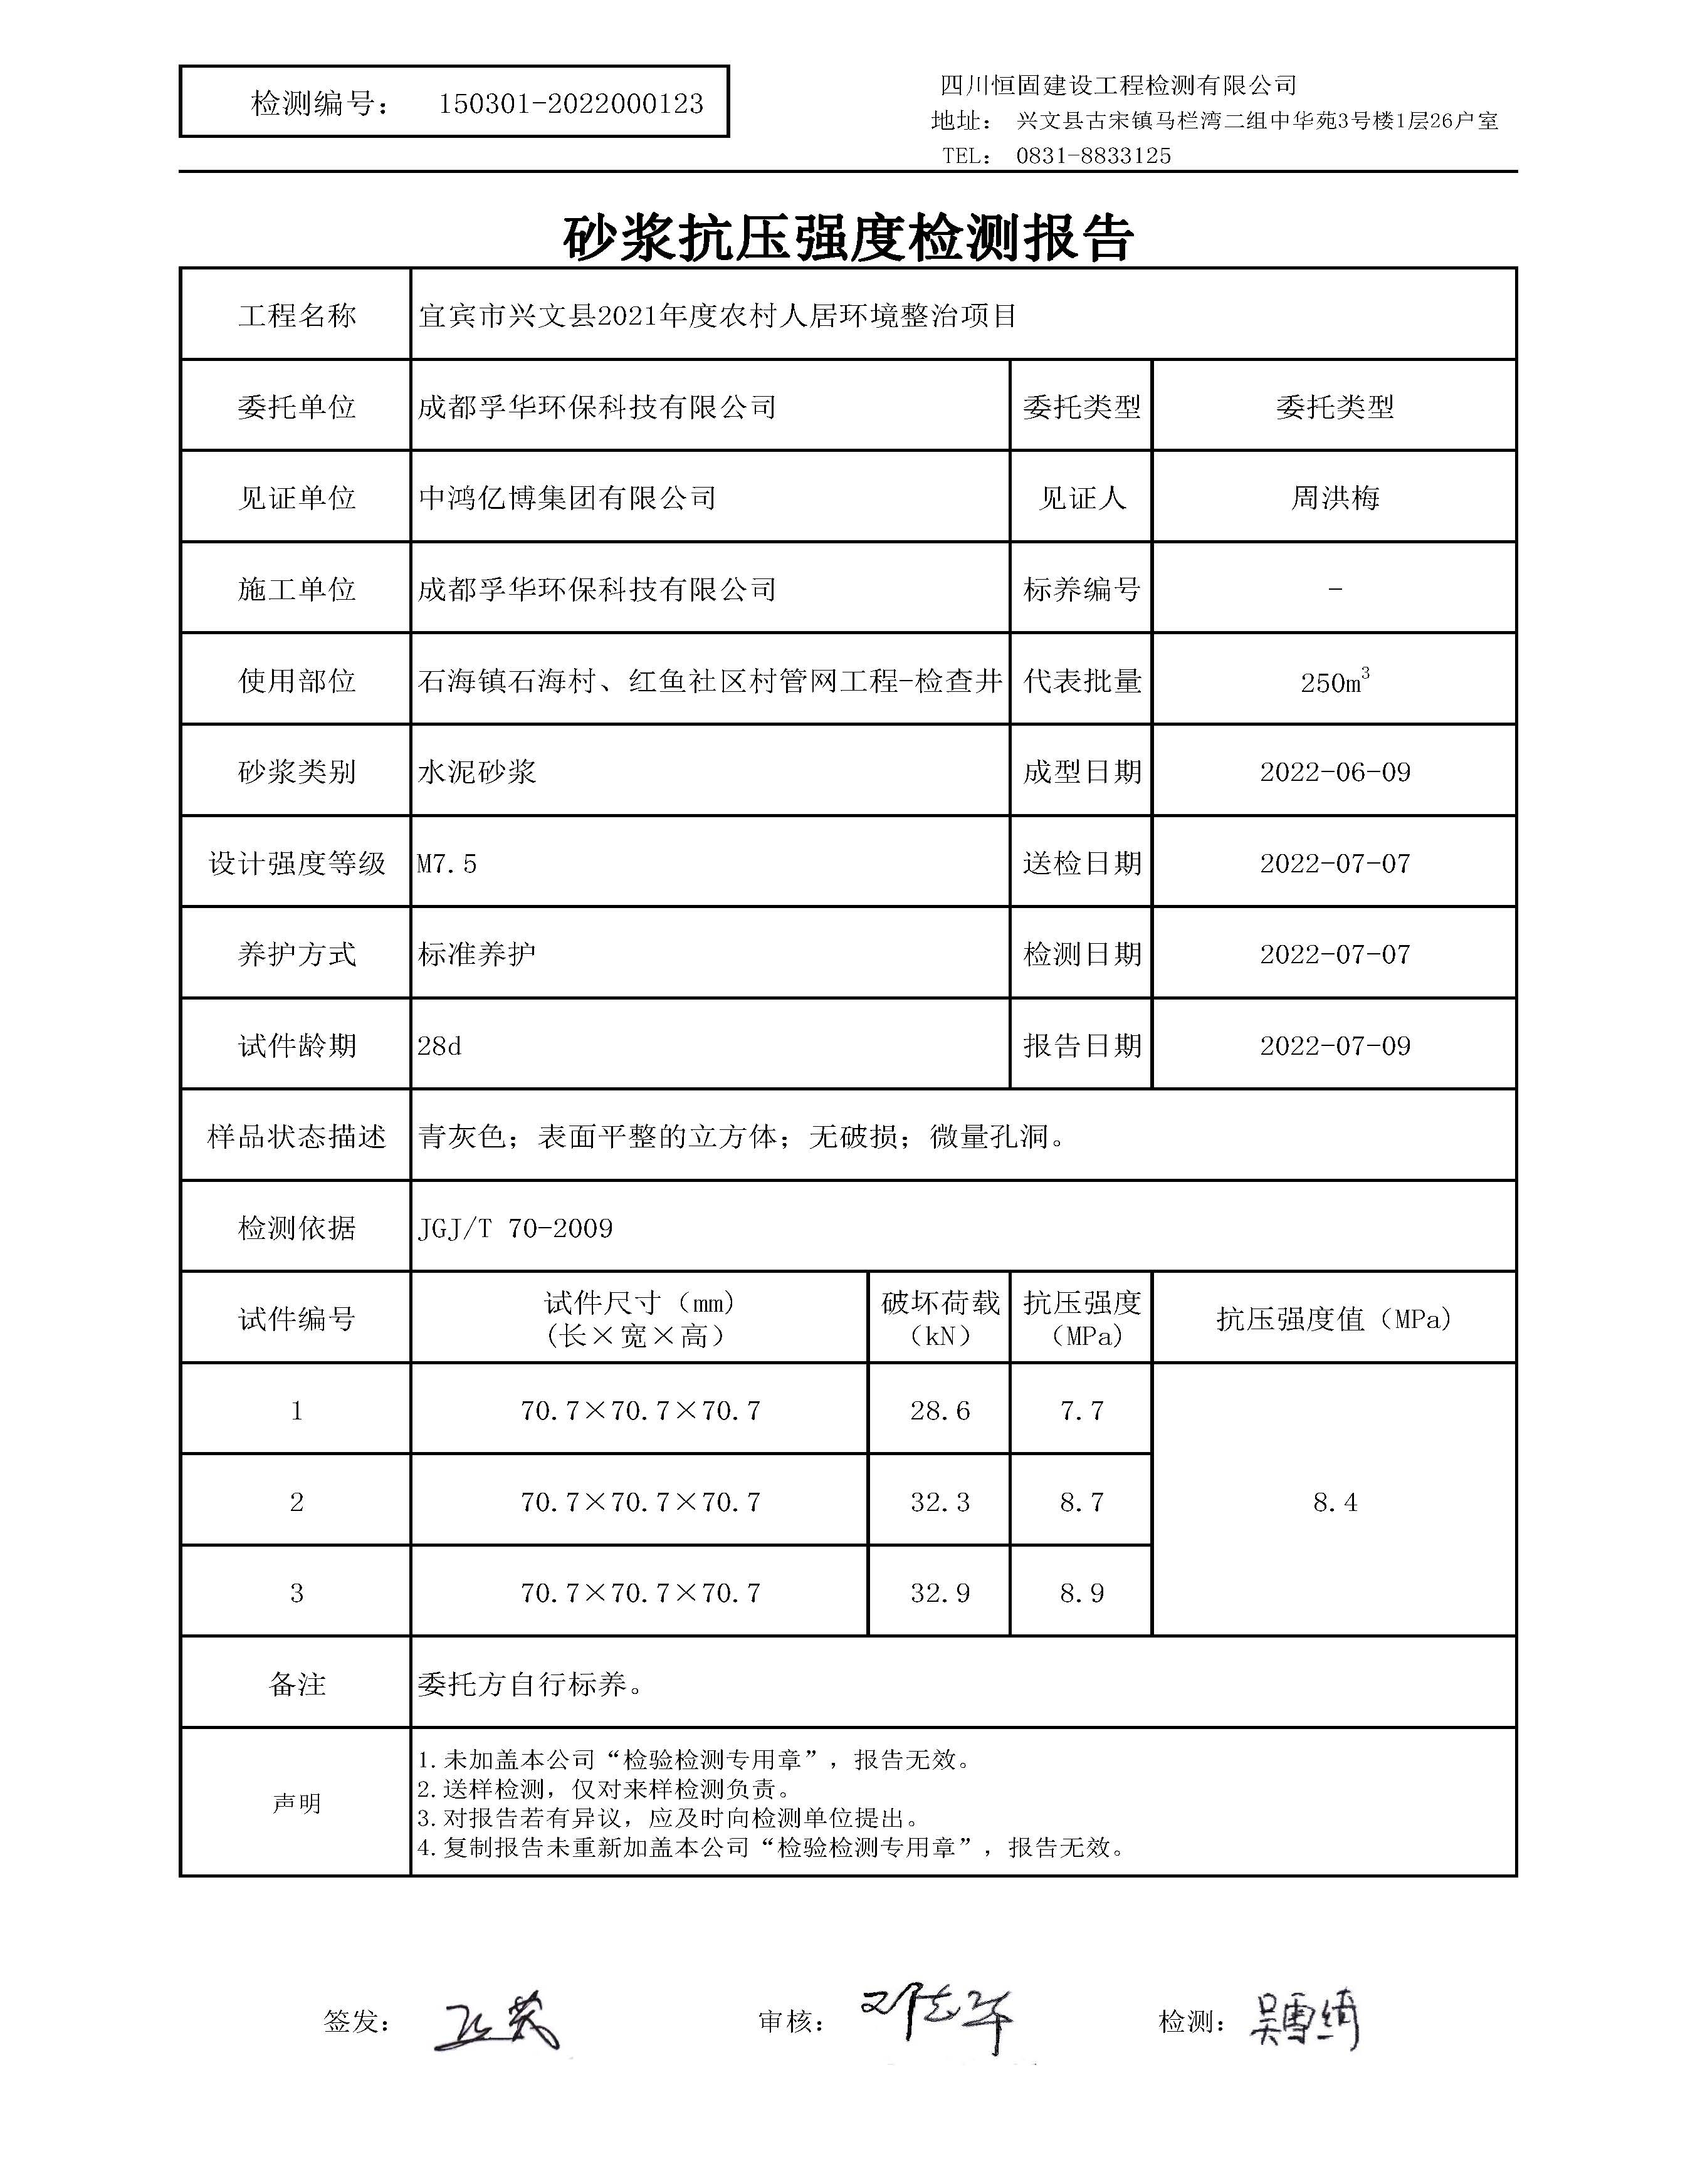 检测编号： 150301-2022000123
四川恒固建设工程检测有限公司
地址： 兴文县古宋镇马栏湾二组中华苑3号楼1层26户室
TEL： 0831-8833125
砂浆抗压强度检测报告
工程名称 宜宾市兴文县2021年度农村人居环境整治项目
委托单位 成都孚华环保科技有限公司 委托类型 委托类型
见证单位 中鸿亿博集团有限公司 见证人 周洪梅
施工单位 成都孚华环保科技有限公司 标养编号 -
使用部位 石海镇石海村、红鱼社区村管网工程-检查井 代表批量 250m³
砂浆类别 水泥砂浆 成型日期 2022-06-09
设计强度等级 M7.5 送检日期 2022-07-07
养护方式 标准养护 检测日期 2022-07-07
试件龄期 28d 报告日期 2022-07-09
样品状态描述 青灰色；表面平整的立方体；无破损；微量孔洞。
检测依据 JGJ/T 70-2009
试件编号 试件尺寸（mm) (长×宽×高） 破坏荷载（kN） 抗压强度（MPa) 抗压强度值（MPa)
1 70.7×70.7×70.7 28.6 7.7
2 70.7×70.7×70.7 32.3 8.7 8.4
3 70.7×70.7×70.7 32.9 8.9
备注 委托方自行标养。
声明
1.未加盖本公司“检验检测专用章”，报告无效。
2.送样检测，仅对来样检测负责。
3.对报告若有异议，应及时向检测单位提出。
4.复制报告未重新加盖本公司“检验检测专用章”，报告无效。
签发： 审核： 检测：吴雪绮